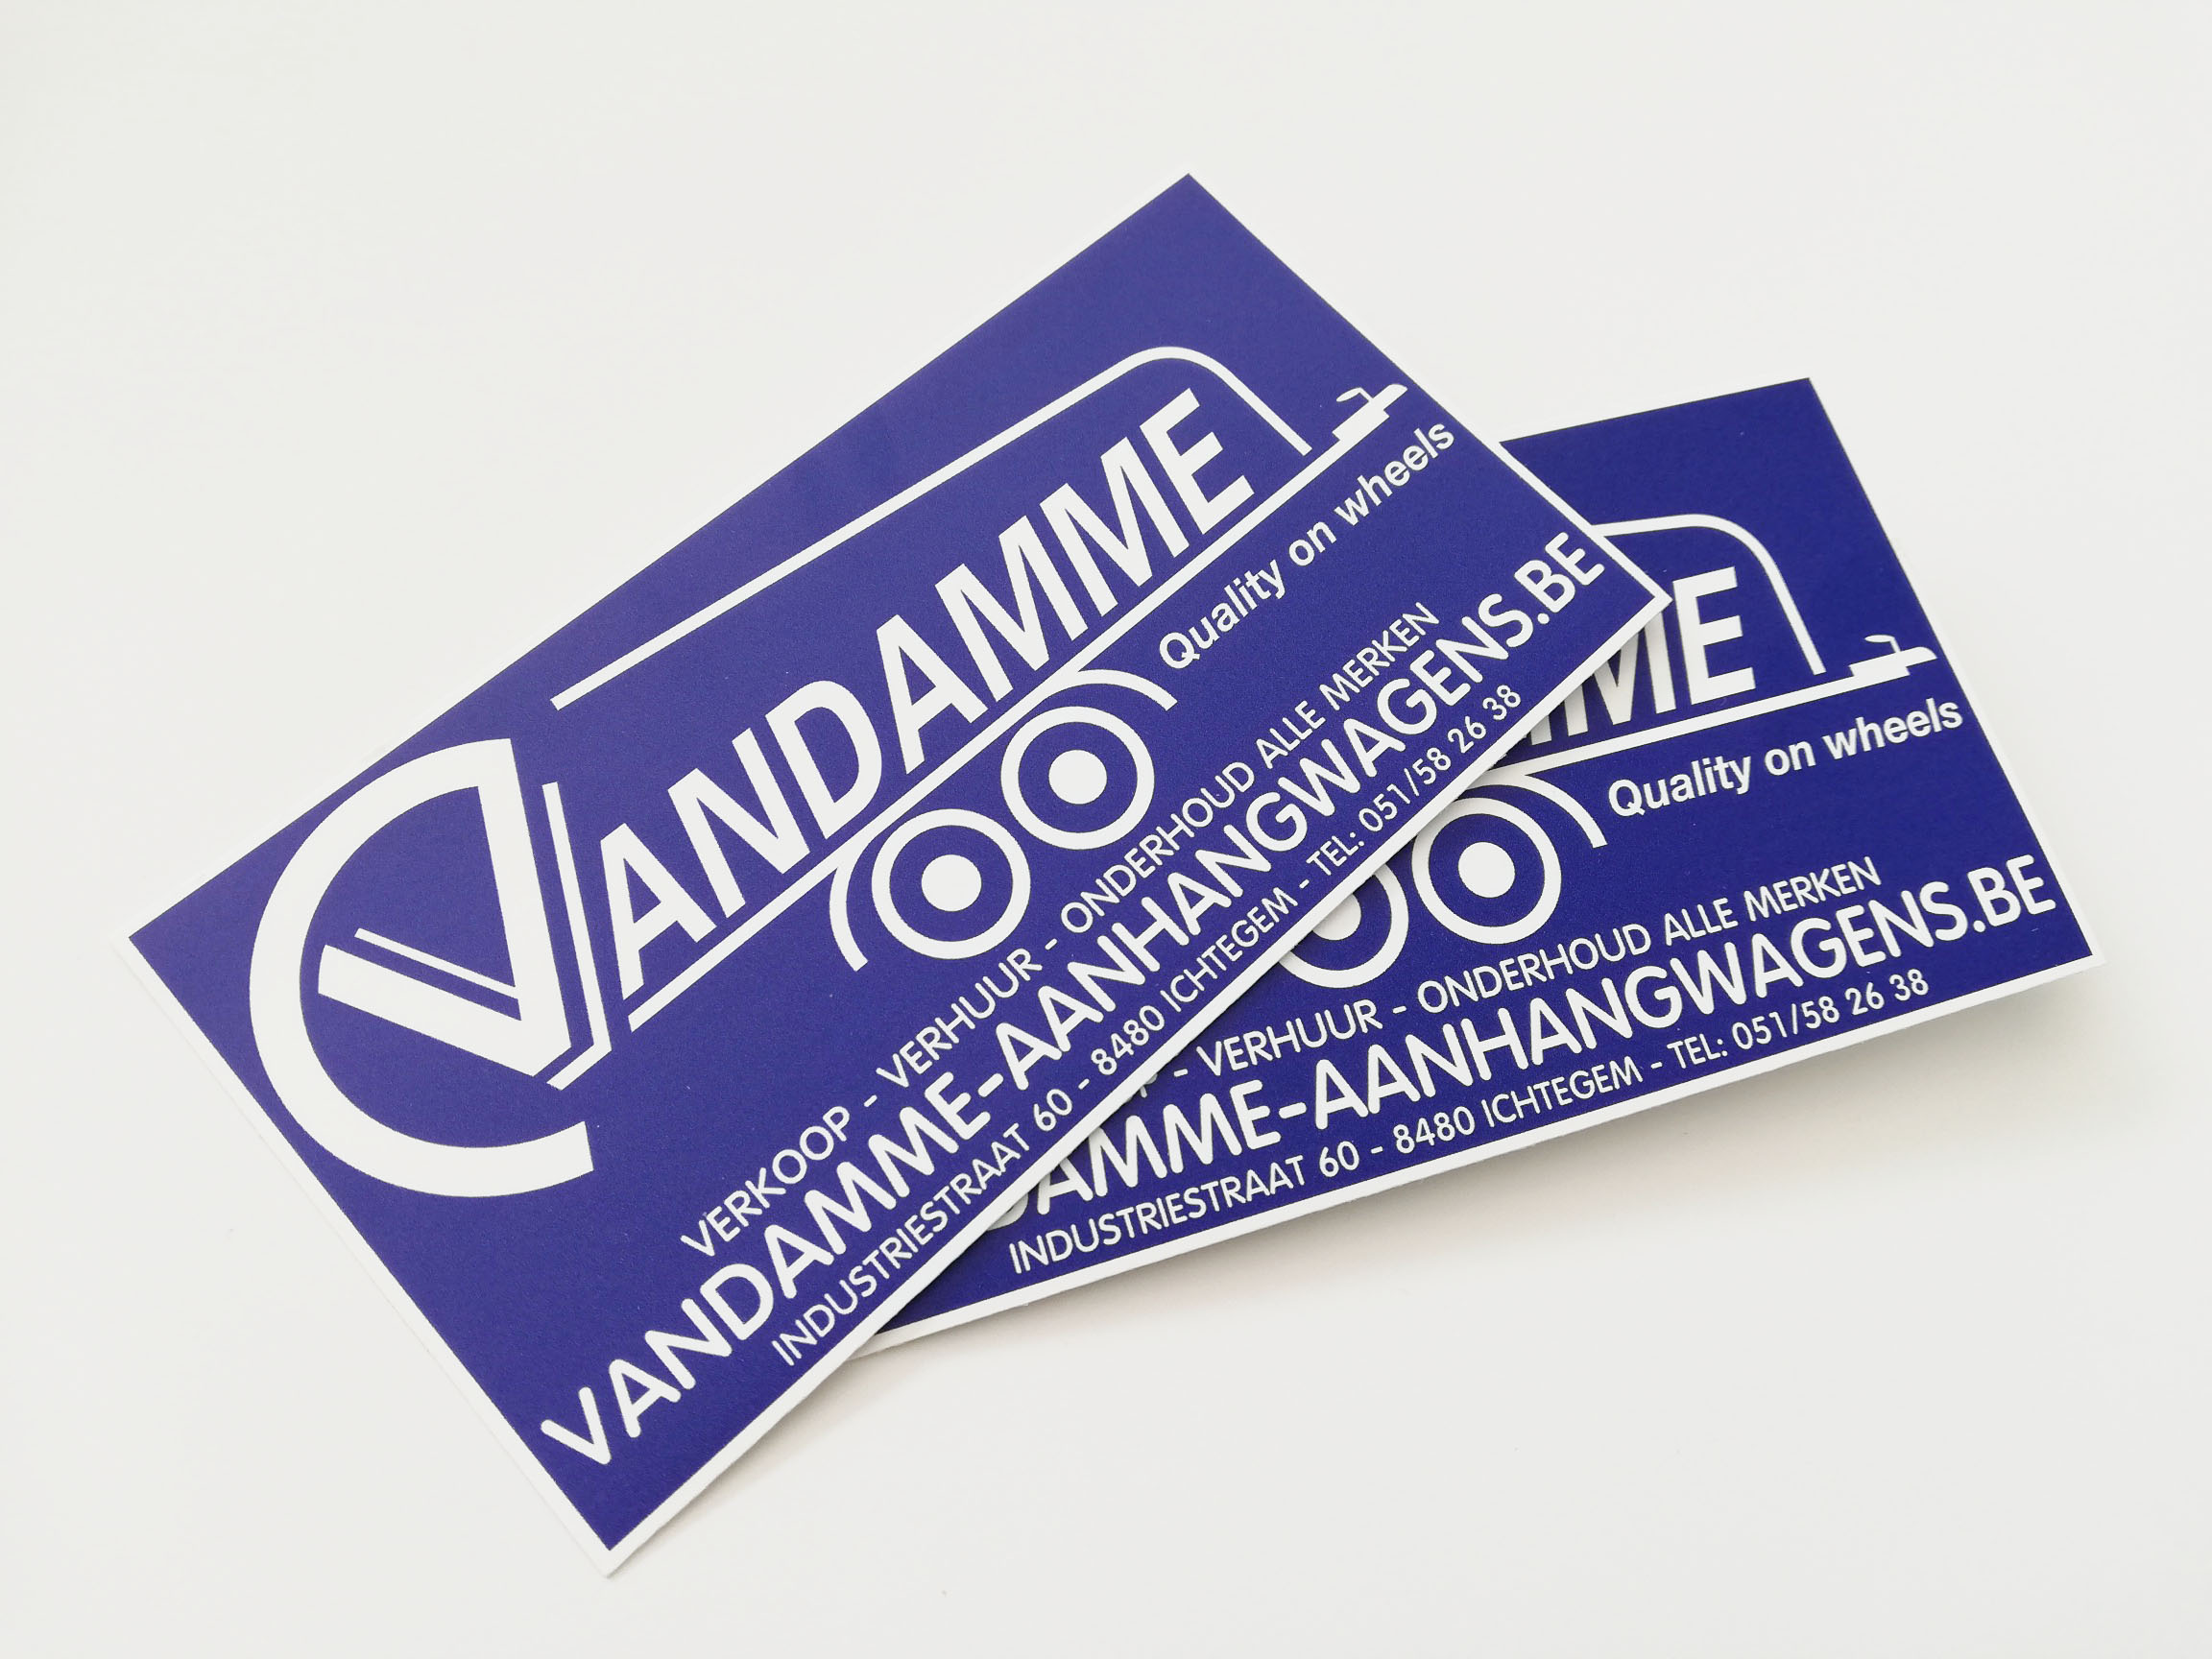 VANDAMME
Quality on wheels
VERKOOP - VERHUUR - ONDERHOUD ALLE MERKEN
VANDAMME-AANHANGWAGENS.BE
INDUSTRIESTRAAT 60 - 8480 ICHTEGEM - TEL: 051/58 26 38
MME
Quality on wheels
- VERHUUR - ONDERHOUD ALLE MERKEN
DAMME-AANHANGWAGENS.BE
INDUSTRIESTRAAT 60 - 8480 ICHTEGEM - TEL: 051/58 26 38